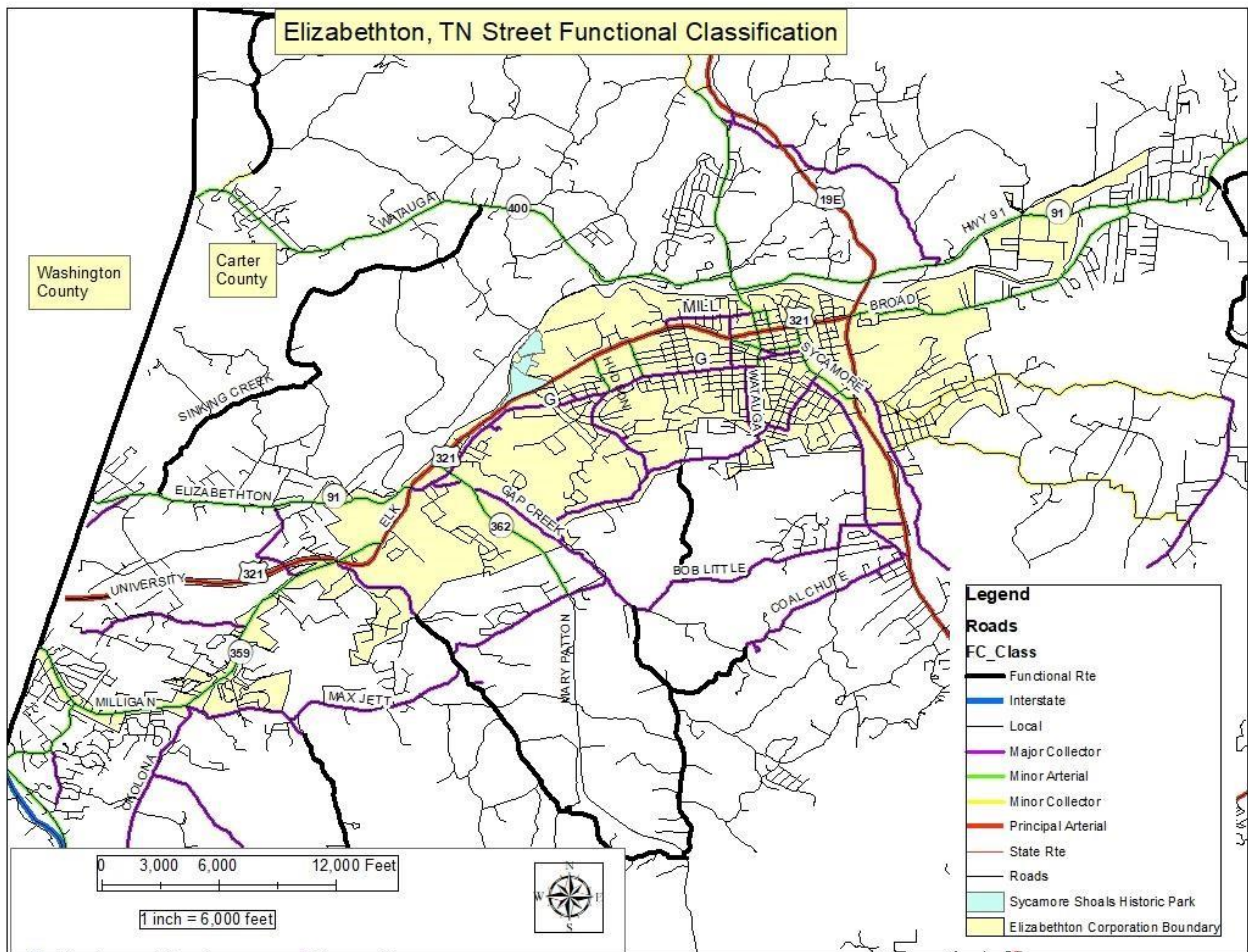 Elizabethton, TN Street Functional Classification
19E
WATAUGA
400
HWY 91
91
Washington
County
Carter
County
MILL
321
BROAD
SYCAMORE
HUDSON
G
WATAUGA
G
SINKING CREEK
321
ELIZABETHTON
91
ELK
GAP CREEK
362
BOB LITTLE
UNIVERSITY
321
COAL CHUTE
MARY PATTON
359
MAX JETT
MILLIGAN
OKOLONA
Legend
Roads
FC_Class
Functional Rte
Interstate
Local
Major Collector
Minor Arterial
Minor Collector
Principal Arterial
State Rte
Roads
Sycamore Shoals Historic Park
Elizabethton Corporation Boundary
0 3,000 6,000 12,000 Feet
1 inch = 6,000 feet
N
W E
S